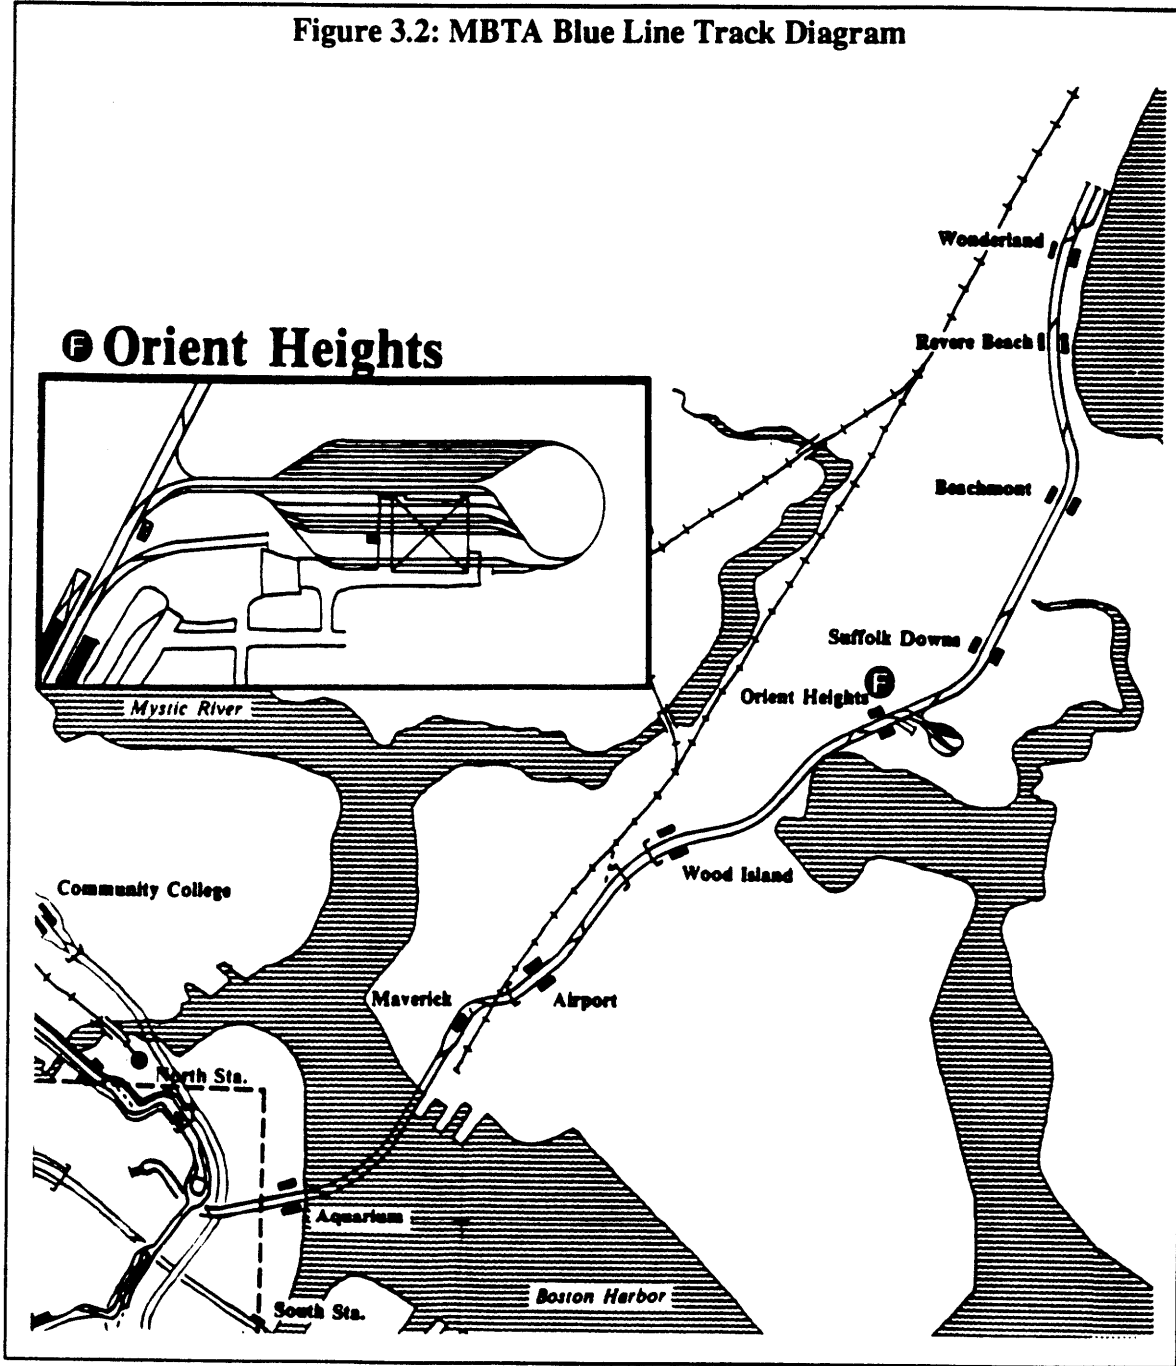 Figure 3.2: MBTA Blue Line Track Diagram
Wonderland
Revere Beach
F Orient Heights
Beachmont
Suffolk Downs
F
Orient Heights
Mystic River
Wood Island
Community College
Maverick
Airport
North Sta.
Aquarium
Boston Harbor
South Sta.